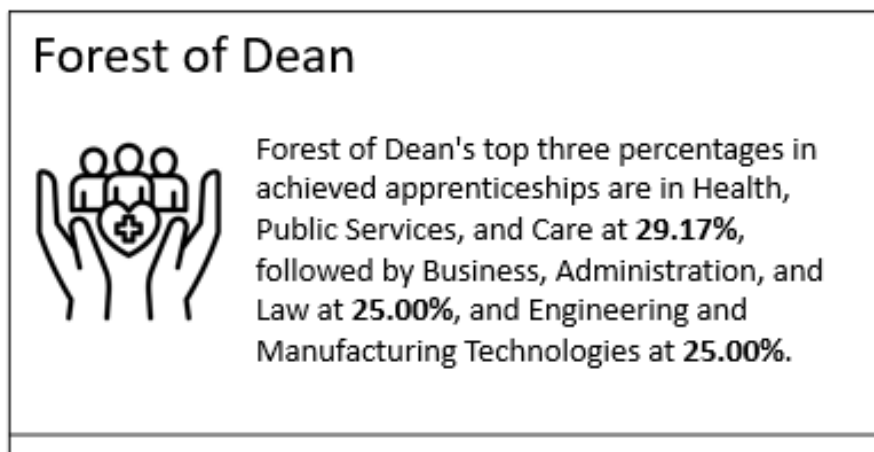 Forest of Dean
Forest of Dean's top three percentages in
achieved apprenticeships are in Health,
Public Services, and Care at 29.17%,
followed by Business, Administration, and
Law at 25.00%, and Engineering and
Manufacturing Technologies at 25.00%.